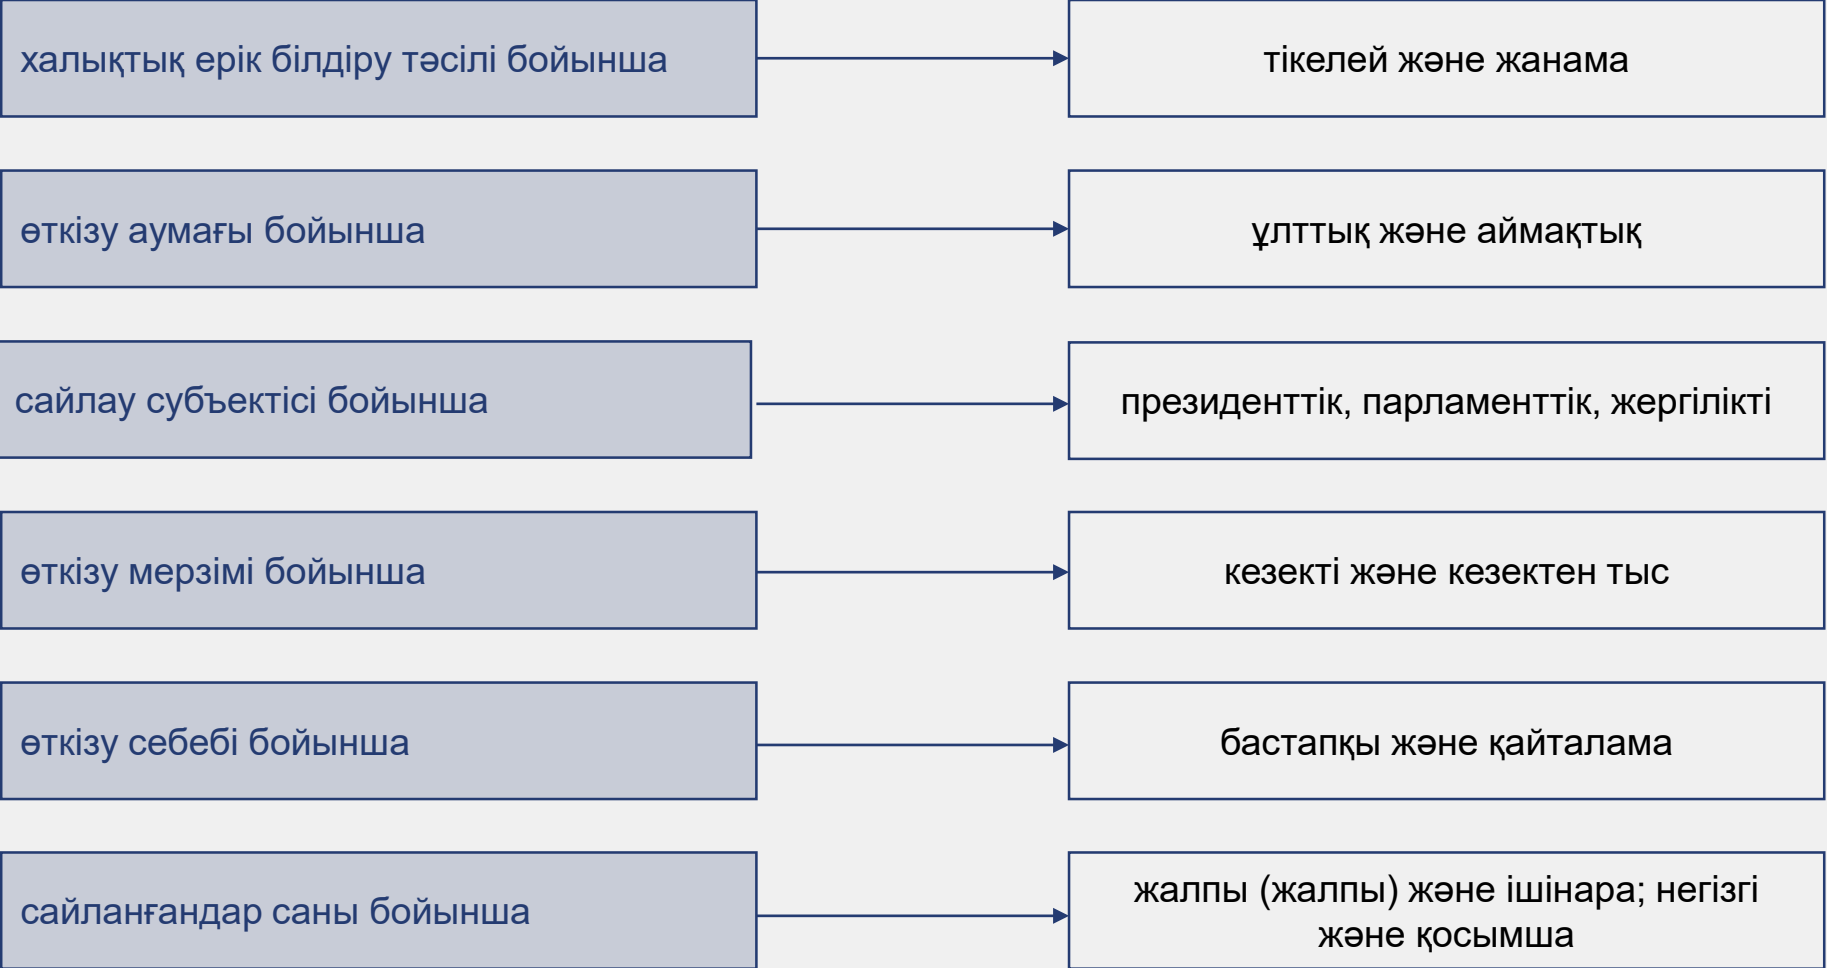 халықтық ерік білдіру тәсілі бойынша
тікелей және жанама
өткізу аумағы бойынша
ұлттық және аймақтық
сайлау субъектісі бойынша
президенттік, парламенттік, жергілікті
өткізу мерзімі бойынша
кезекті және кезектен тыс
өткізу себебі бойынша
бастапқы және қайталама
сайланғандар саны бойынша
жалпы (жалпы) және ішінара; негізгі
және қосымша